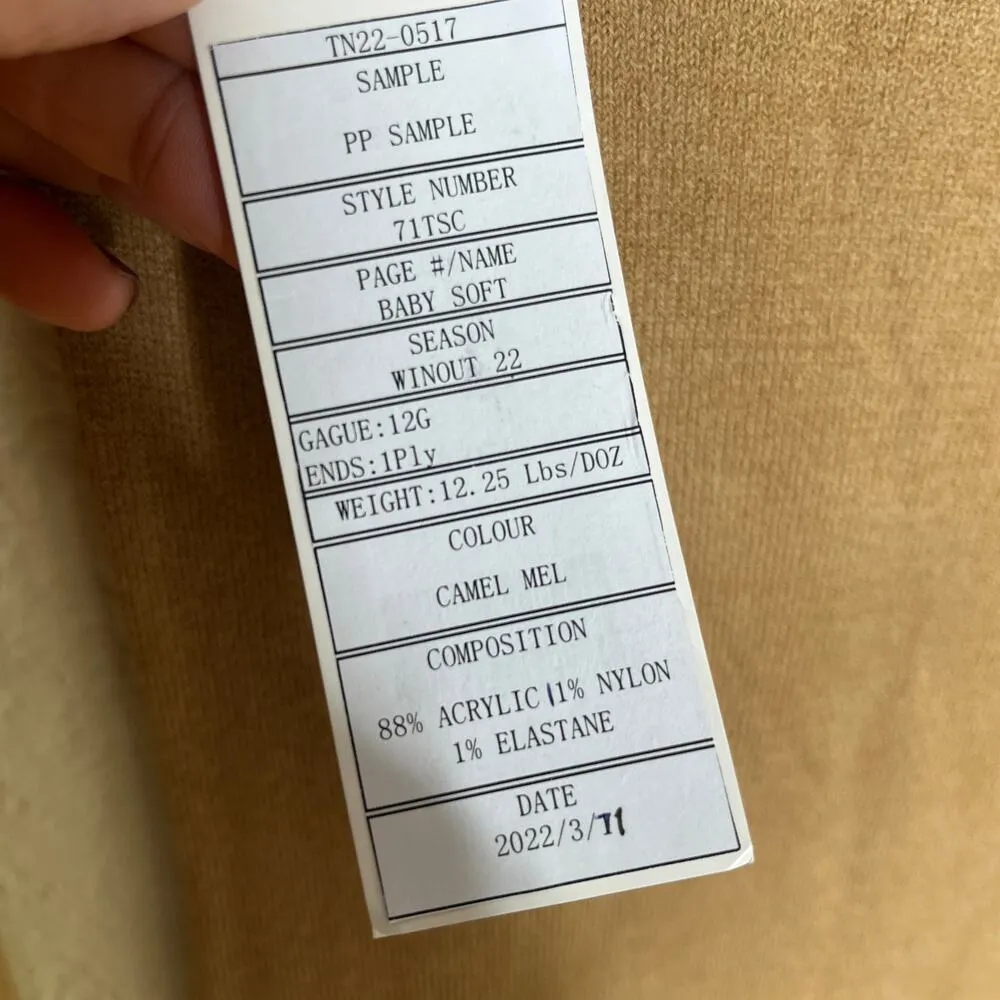 TN22-0517
SAMPLE
PP SAMPLE
STYLE NUMBER
71TSC
PAGE #/NAME
BABY SOFT
SEASON
WINOUT 22
GAGUE:12G
ENDS:1Ply
WEIGHT:12.25 Lbs/DOZ
COLOUR
CAMEL MEL
COMPOSITION
88% ACRYLIC 11% NYLON
1% ELASTANE
DATE
2022/3/